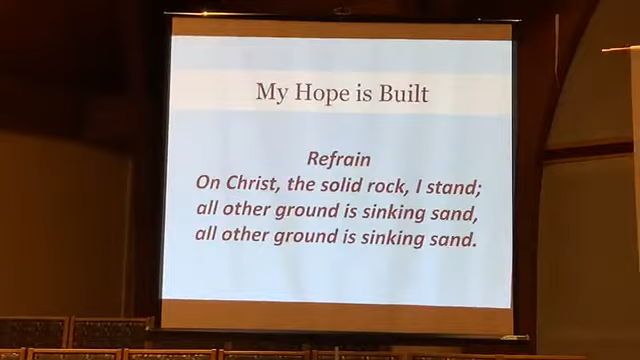 My Hope is Built
Refrain
On Christ, the solid rock, I stand;
all other ground is sinking sand,
all other ground is sinking sand.